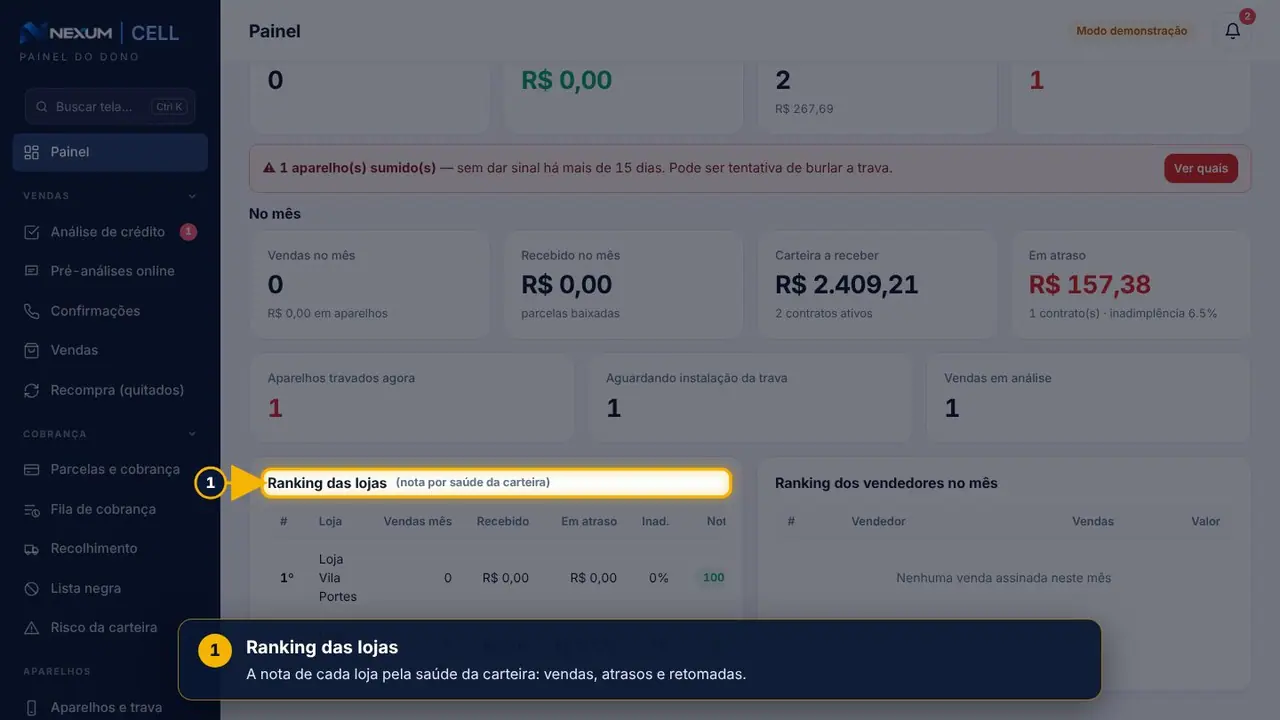 NEXUM | CELL
PAINEL DO DONO
Buscar tela... Ctrl K
Painel
VENDAS
Análise de crédito 1
Pré-análises online
Confirmações
Vendas
Recompra (quitados)
COBRANÇA
Parcelas e cobrança
Fila de cobrança
Recolhimento
Lista negra
Risco da carteira
APARELHOS
Aparelhos e trava
Painel
Modo demonstração
2
0
R$ 0,00
2
1
R$ 267,69
1 aparelho(s) sumido(s) — sem dar sinal há mais de 15 dias. Pode ser tentativa de burlar a trava.
Ver quais
No mês
Vendas no mês
0
R$ 0,00 em aparelhos
Recebido no mês
R$ 0,00
parcelas baixadas
Carteira a receber
R$ 2.409,21
2 contratos ativos
Em atraso
R$ 157,38
1 contrato(s) · inadimplência 6.5%
Aparelhos travados agora
1
Aguardando instalação da trava
1
Vendas em análise
1
1
Ranking das lojas (nota por saúde da carteira)
# Loja Vendas mês Recebido Em atraso Inad. Not
1º Loja Vila Portes 0 R$ 0,00 R$ 0,00 0% 100
Ranking dos vendedores no mês
# Vendedor Vendas Valor
Nenhuma venda assinada neste mês
1
Ranking das lojas
A nota de cada loja pela saúde da carteira: vendas, atrasos e retomadas.